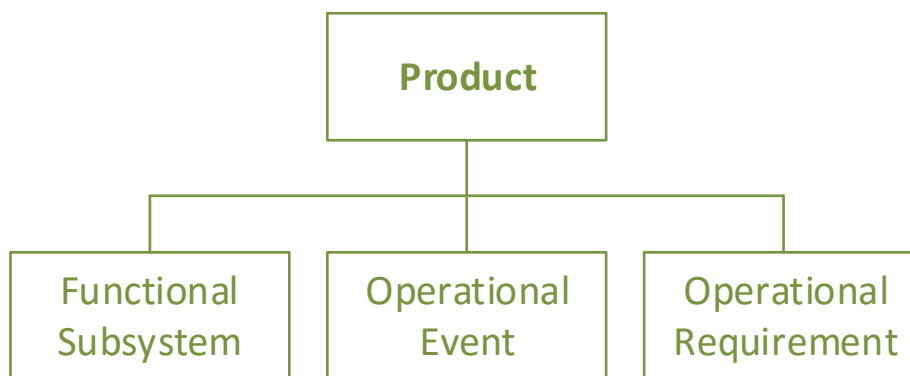 Product
Functional
Subsystem
Operational
Event
Operational
Requirement